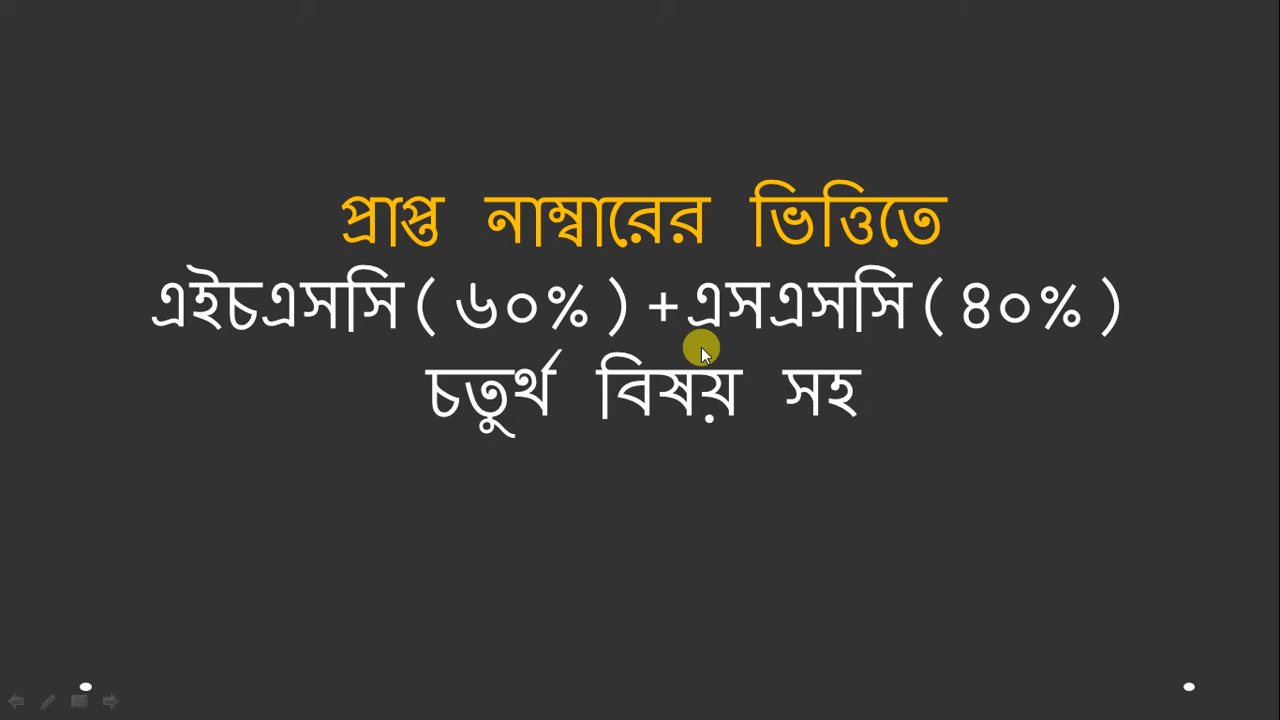 প্রাপ্ত নাম্বারের ভিত্তিতে
এইচএসসি(৬০%)+এসএসসি(৪০%)
চতুর্থ বিষয় সহ